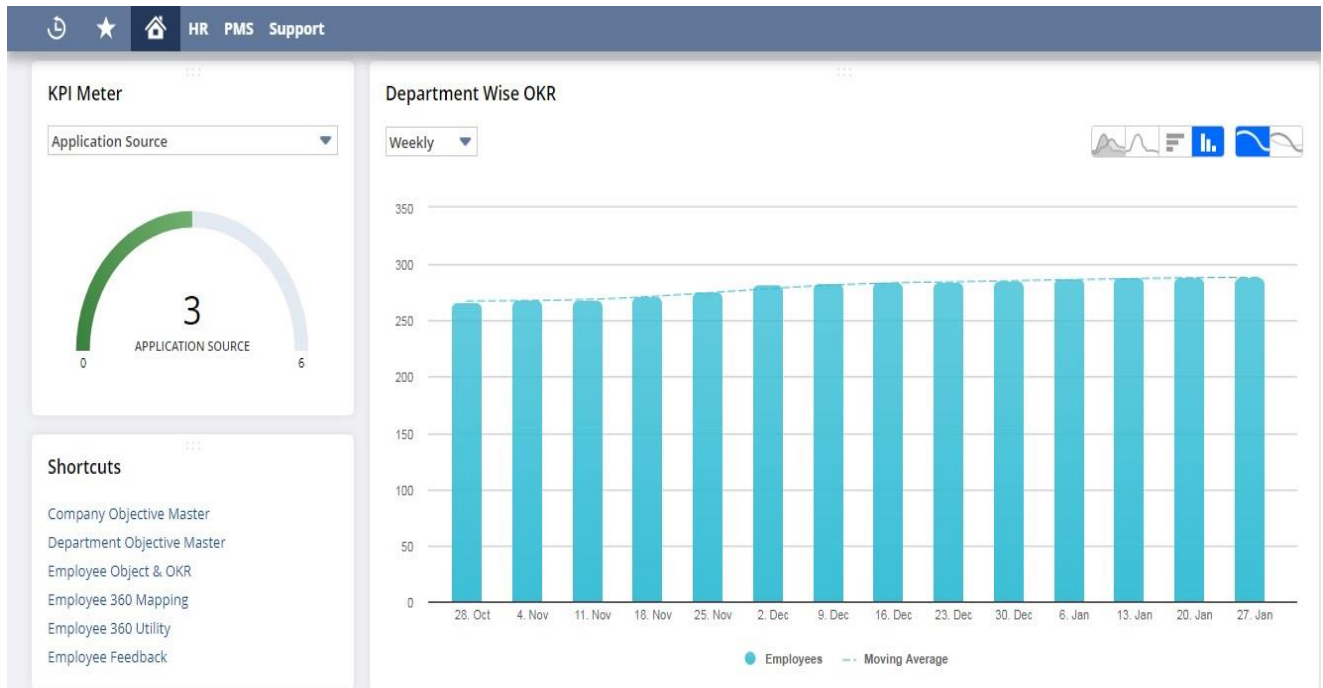 HR PMS Support
KPI Meter
Application Source
3
APPLICATION SOURCE
0 6
Shortcuts
Company Objective Master
Department Objective Master
Employee Object & OKR
Employee 360 Mapping
Employee 360 Utility
Employee Feedback
Department Wise OKR
Weekly
350
300
250
200
150
100
50
0
28. Oct 4. Nov 11. Nov 18. Nov 25. Nov 2. Dec 9. Dec 16. Dec 23. Dec 30. Dec 6. Jan 13. Jan 20. Jan 27. Jan
Employees Moving Average